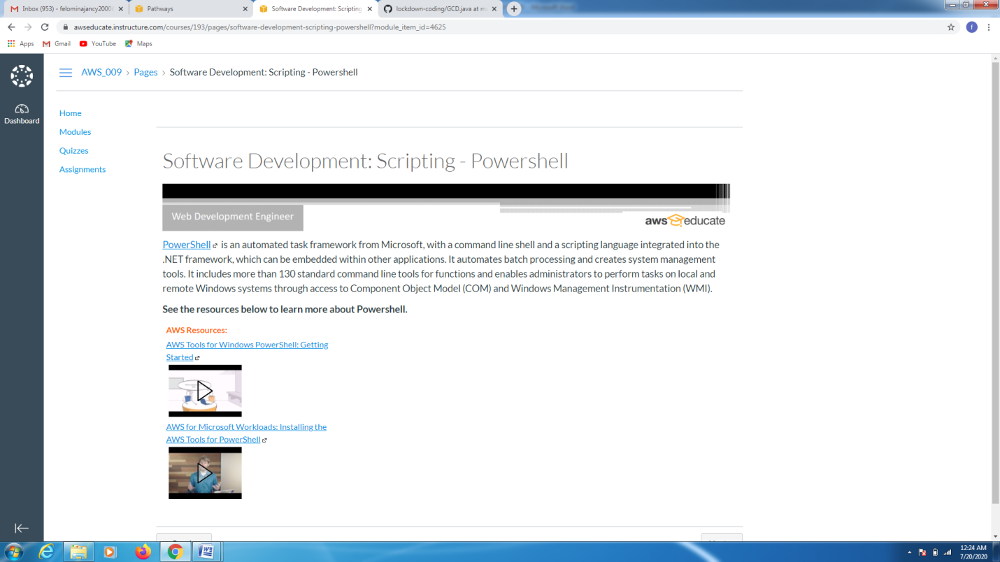 Inbox (953) - felominajancy2000
Pathways
Software Development: Scripting
lockdown-coding/GCD.java at ma
awseducate.instructure.com/courses/193/pages/software-development-scripting-powershell?module_item_id=4625
f
Apps
Gmail
YouTube
Maps
AWS_009 › Pages › Software Development: Scripting - Powershell
Dashboard
Home
Modules
Quizzes
Assignments
Software Development: Scripting - Powershell
Web Development Engineer
aws educate
PowerShell is an automated task framework from Microsoft, with a command line shell and a scripting language integrated into the
.NET framework, which can be embedded within other applications. It automates batch processing and creates system management
tools. It includes more than 130 standard command line tools for functions and enables administrators to perform tasks on local and
remote Windows systems through access to Component Object Model (COM) and Windows Management Instrumentation (WMI).
See the resources below to learn more about Powershell.
AWS Resources:
AWS Tools for Windows PowerShell: Getting
Started
AWS for Microsoft Workloads: Installing the
AWS Tools for PowerShell
12:24 AM
7/20/2020